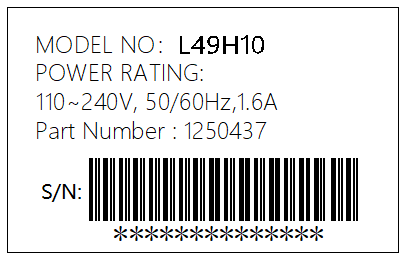 MODEL NO: L49H10
POWER RATING:
110~240V, 50/60Hz,1.6A
Part Number : 1250437
S/N:
**************